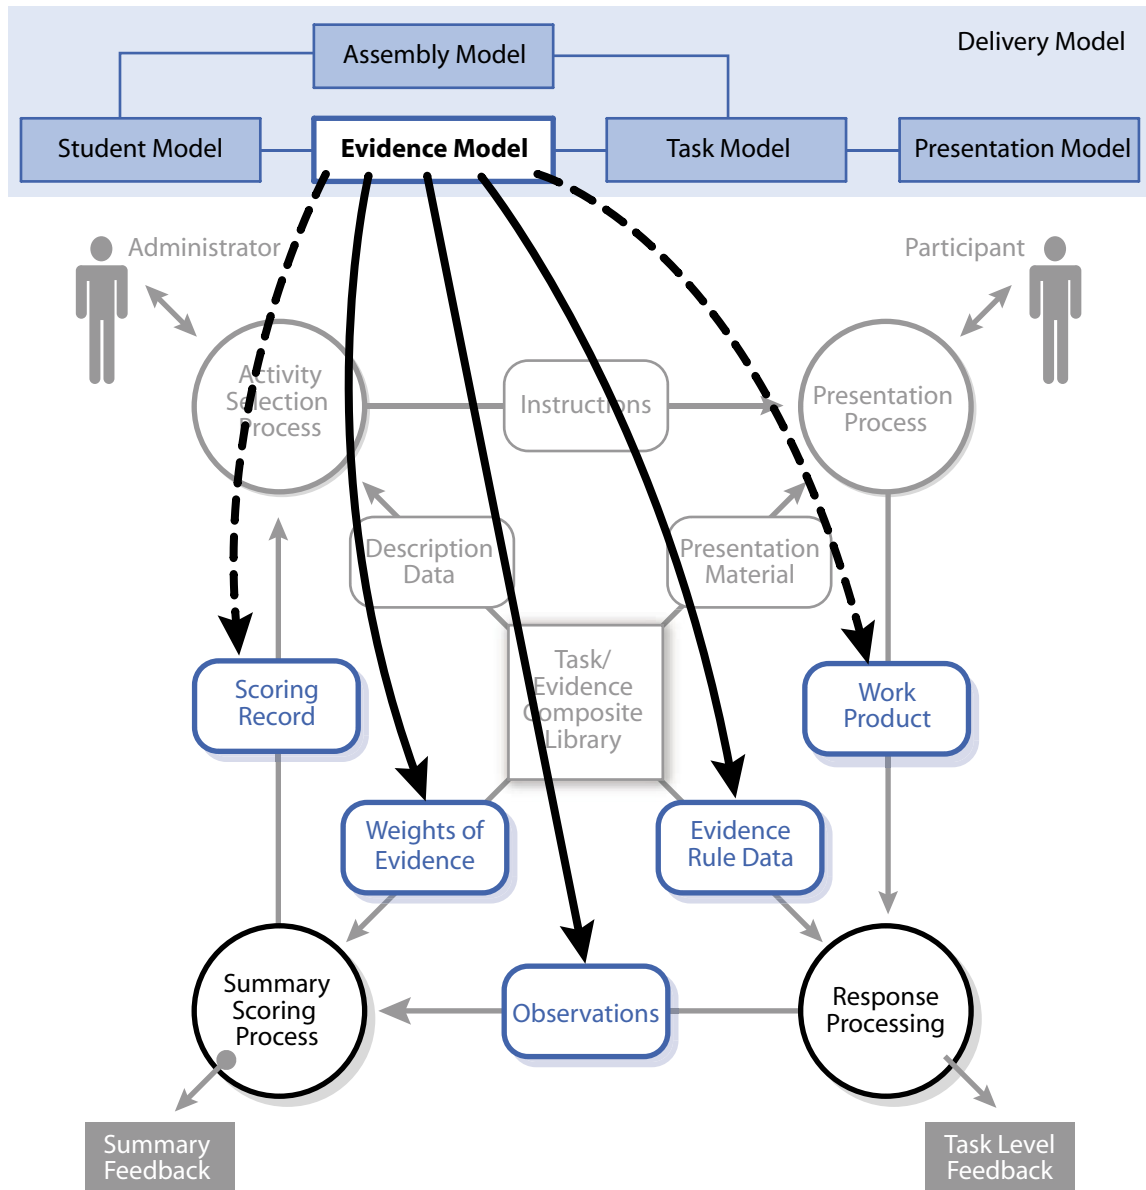 Delivery Model
Assembly Model
Student Model
Evidence Model
Task Model
Presentation Model
Administrator
Participant
Activity
Selection
Process
Instructions
Presentation
Process
Description
Data
Presentation
Material
Task/
Evidence
Composite
Library
Scoring
Record
Work
Product
Weights of
Evidence
Evidence
Rule Data
Summary
Scoring
Process
Observations
Response
Processing
Summary
Feedback
Task Level
Feedback